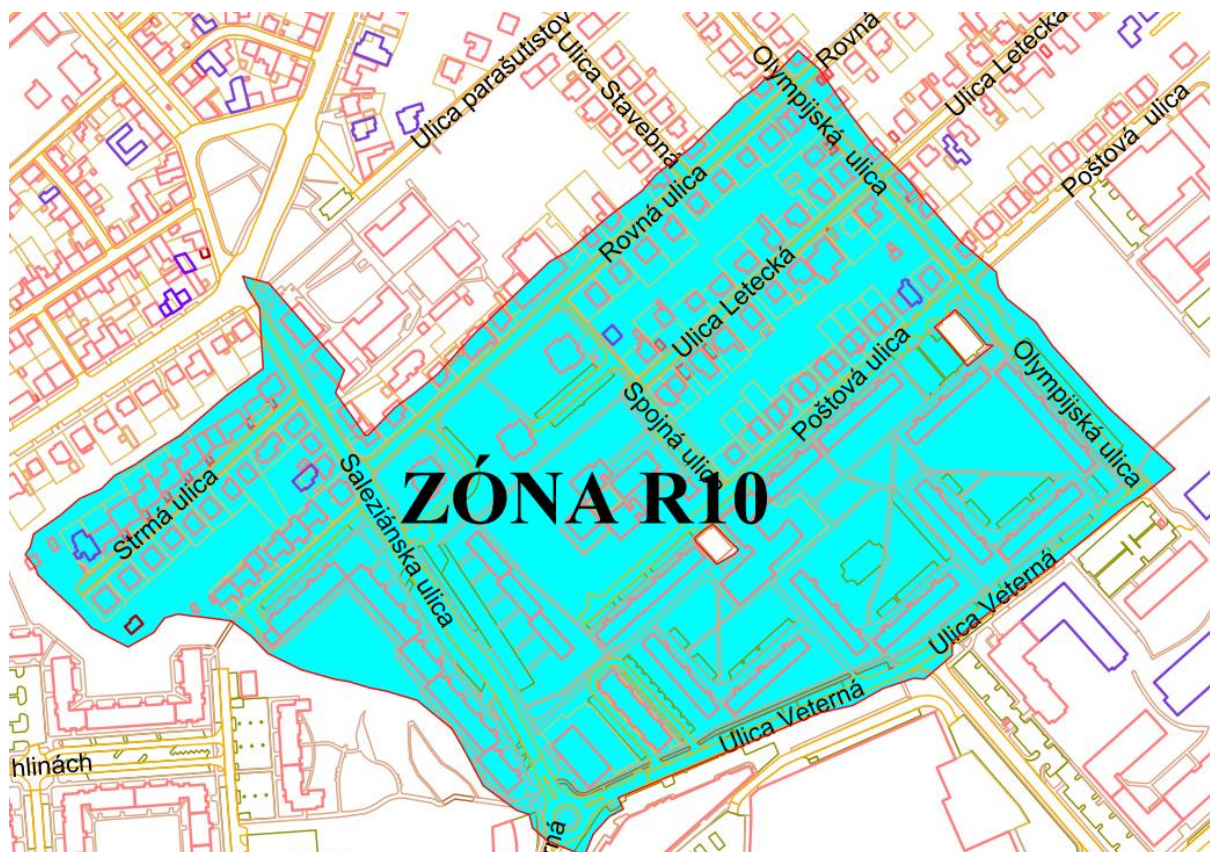 Ulica parašutistov
Ulica Stavebná
Olympijská ulica
Rovná
Ulica Letecká
Poštová ulica
Rovná ulica
Ulica Letecká
Poštová ulica
Spojná ulica
Olympijská ulica
Strmá ulica
Saleziánska ulica
ZÓNA R10
Ulica Veterná
Ulica Veterná
hlinách
erná